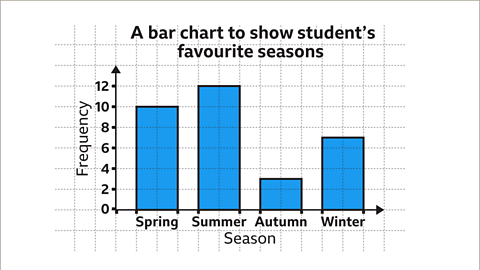 A bar chart to show student's
favourite seasons
Frequency
12
10
8
6
4
2
0
Spring Summer Autumn Winter
Season